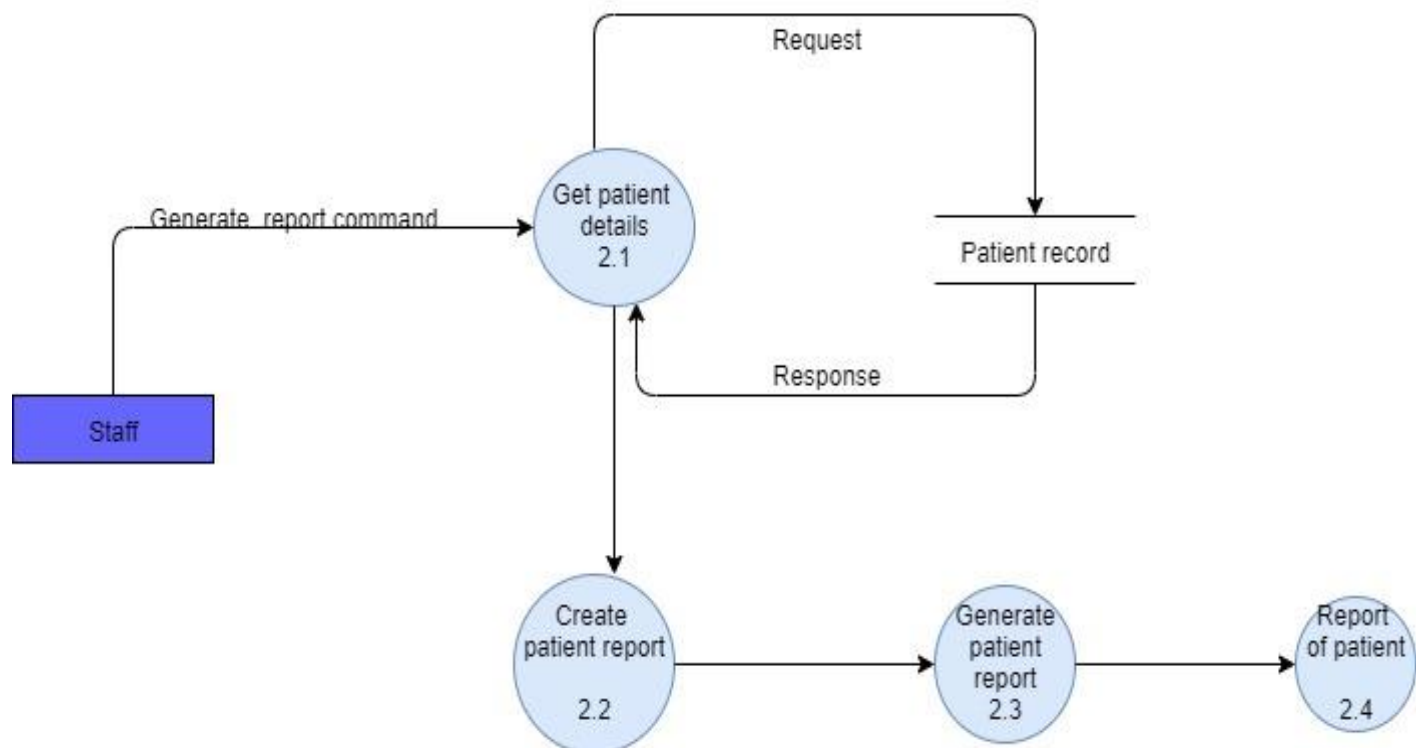 Request
Get patient
details
2.1
Generate report command
Patient record
Response
Staff
Create
patient report
2.2
Generate
patient
report
2.3
Report
of patient
2.4